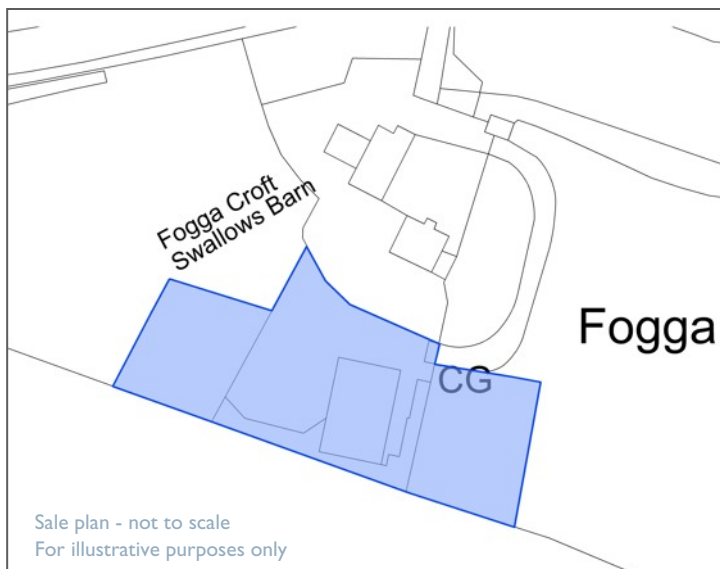 Fogga Croft
Swallows Barn
Fogga
CG
Sale plan - not to scale
For illustrative purposes only